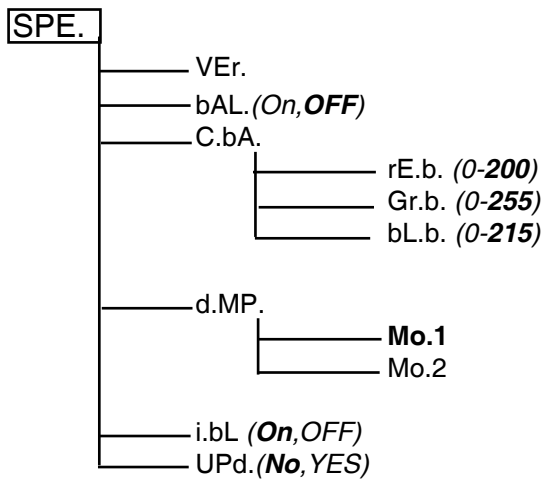 SPE.
VEr.
bAL.(On,OFF)
C.bA.
rE.b. (0-200)
Gr.b. (0-255)
bL.b. (0-215)
d.MP.
Mo.1
Mo.2
i.bL (On,OFF)
UPd.(No,YES)